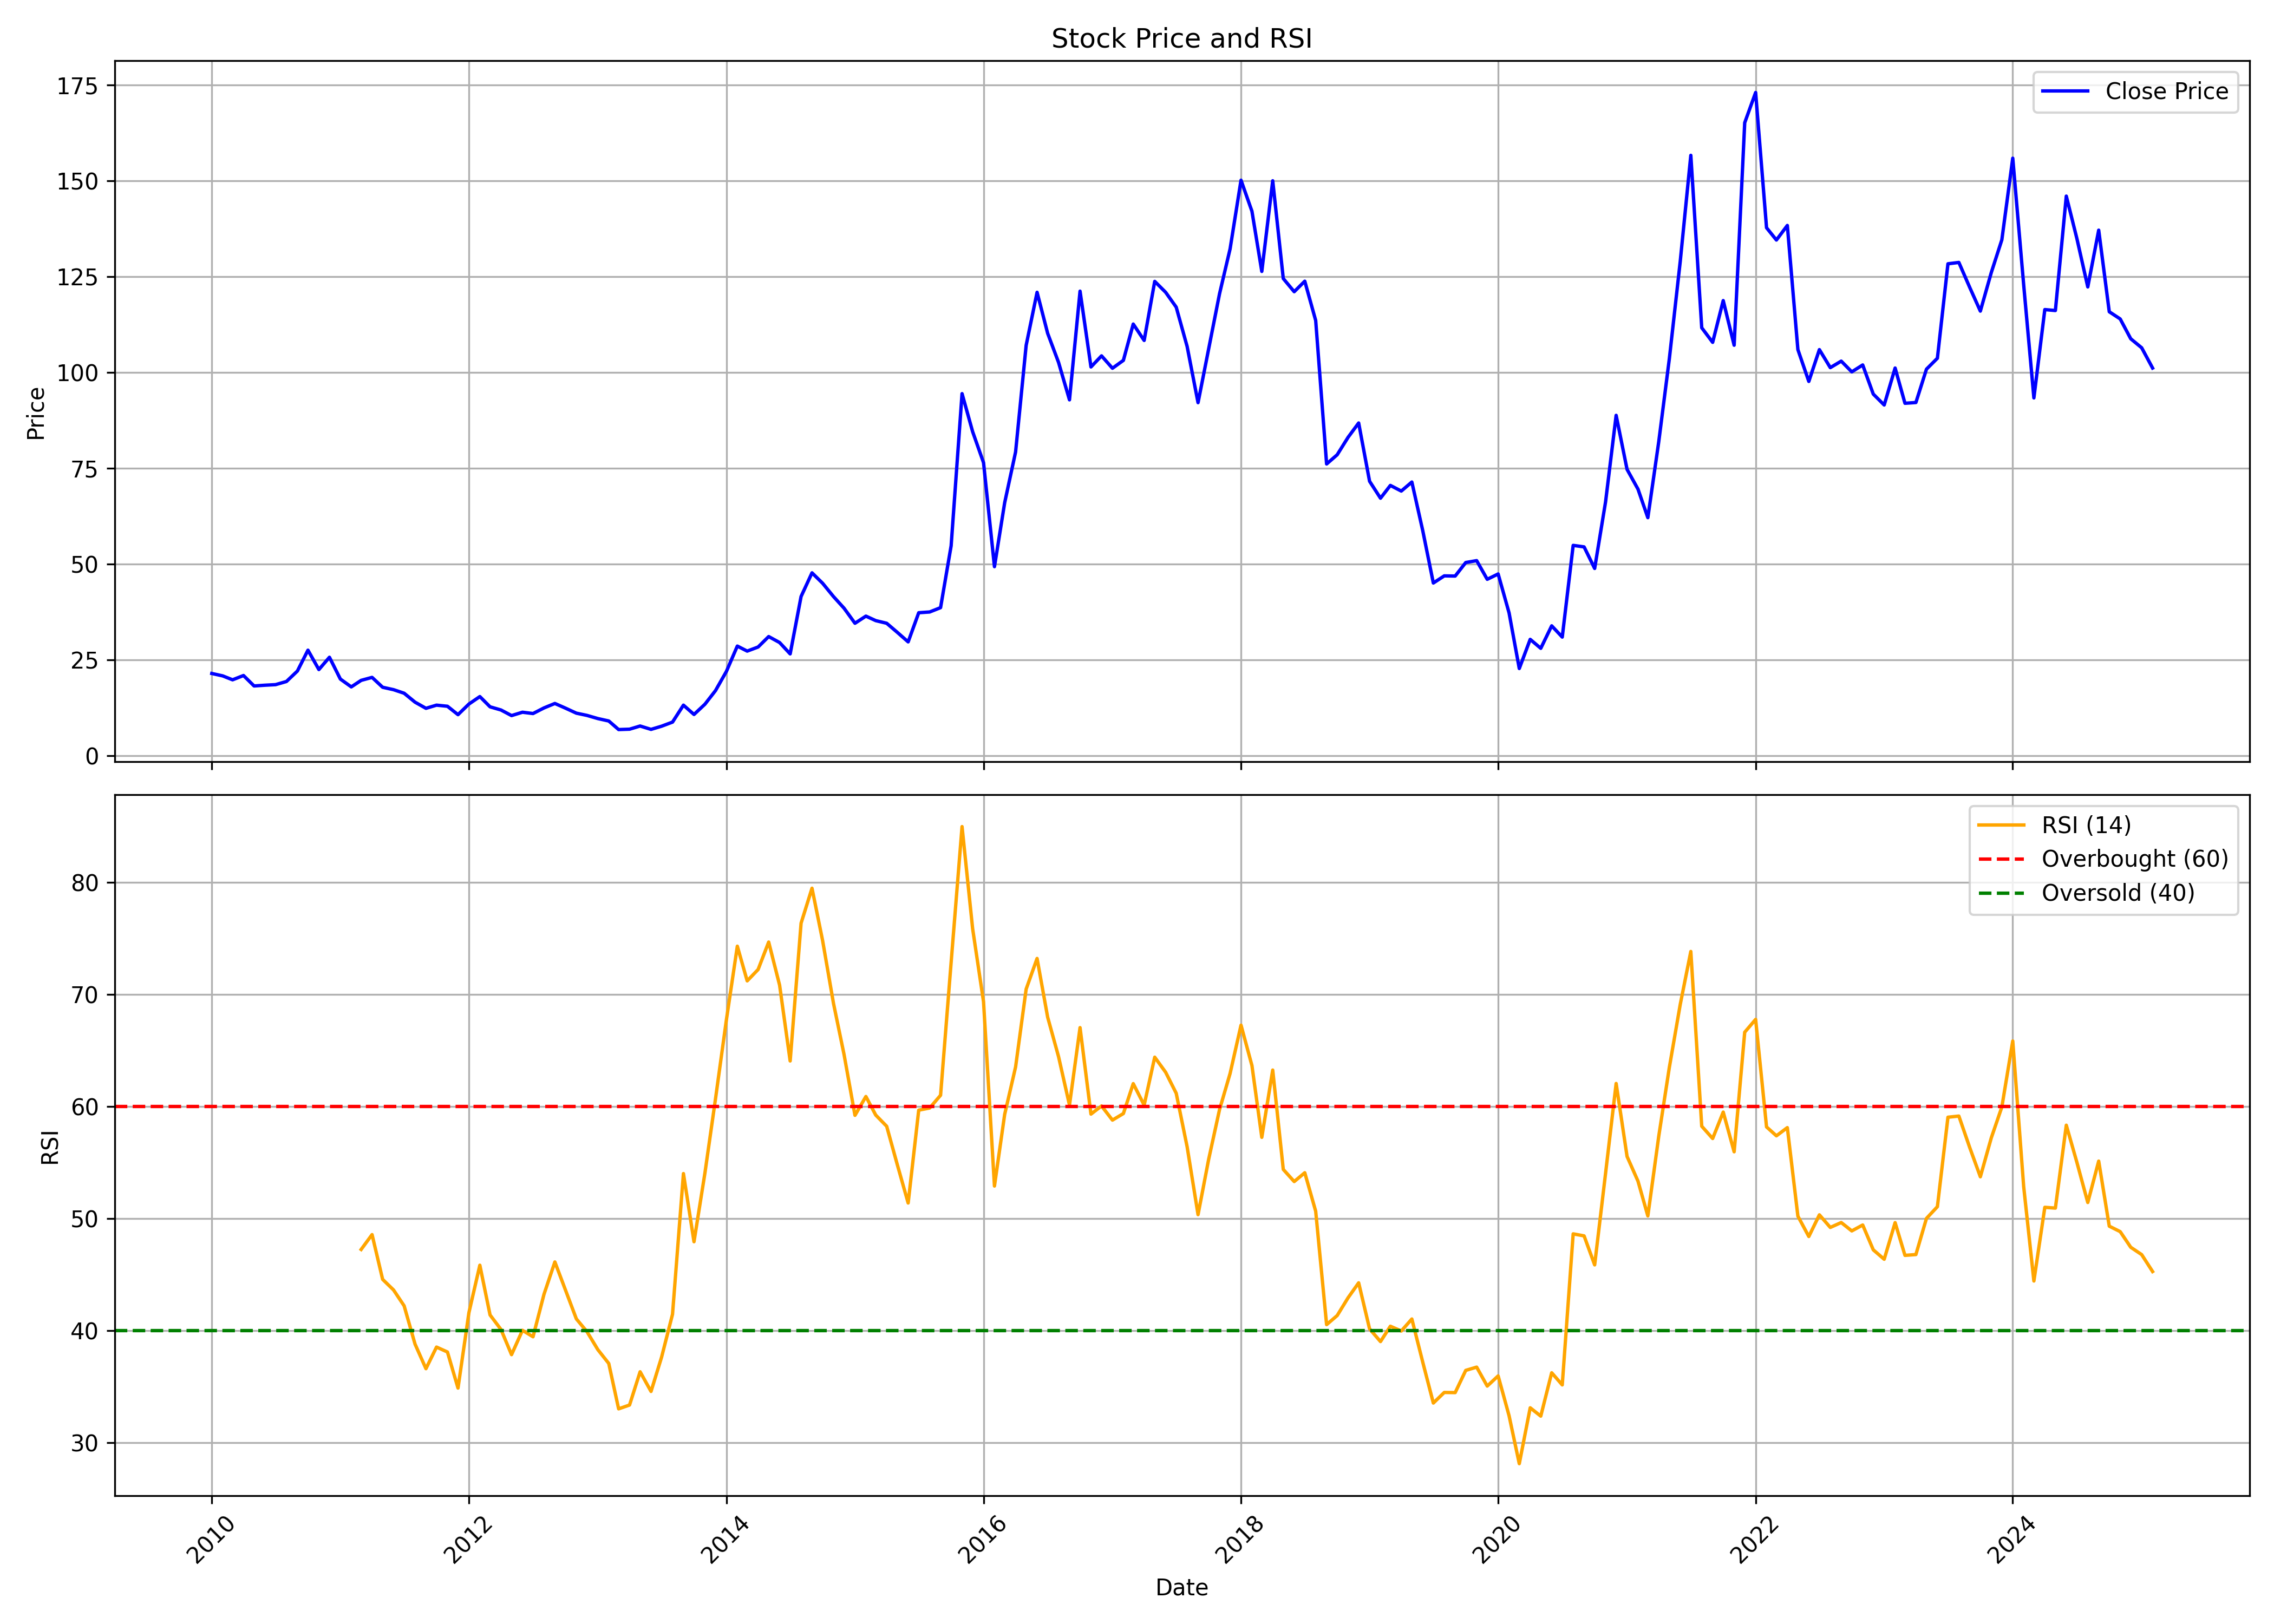 Stock Price and RSI
175
150
125
100
75
50
25
0
Price
Close Price
80
70
60
50
40
30
RSI
RSI (14)
Overbought (60)
Oversold (40)
2010
2012
2014
2016
2018
2020
2022
2024
Date